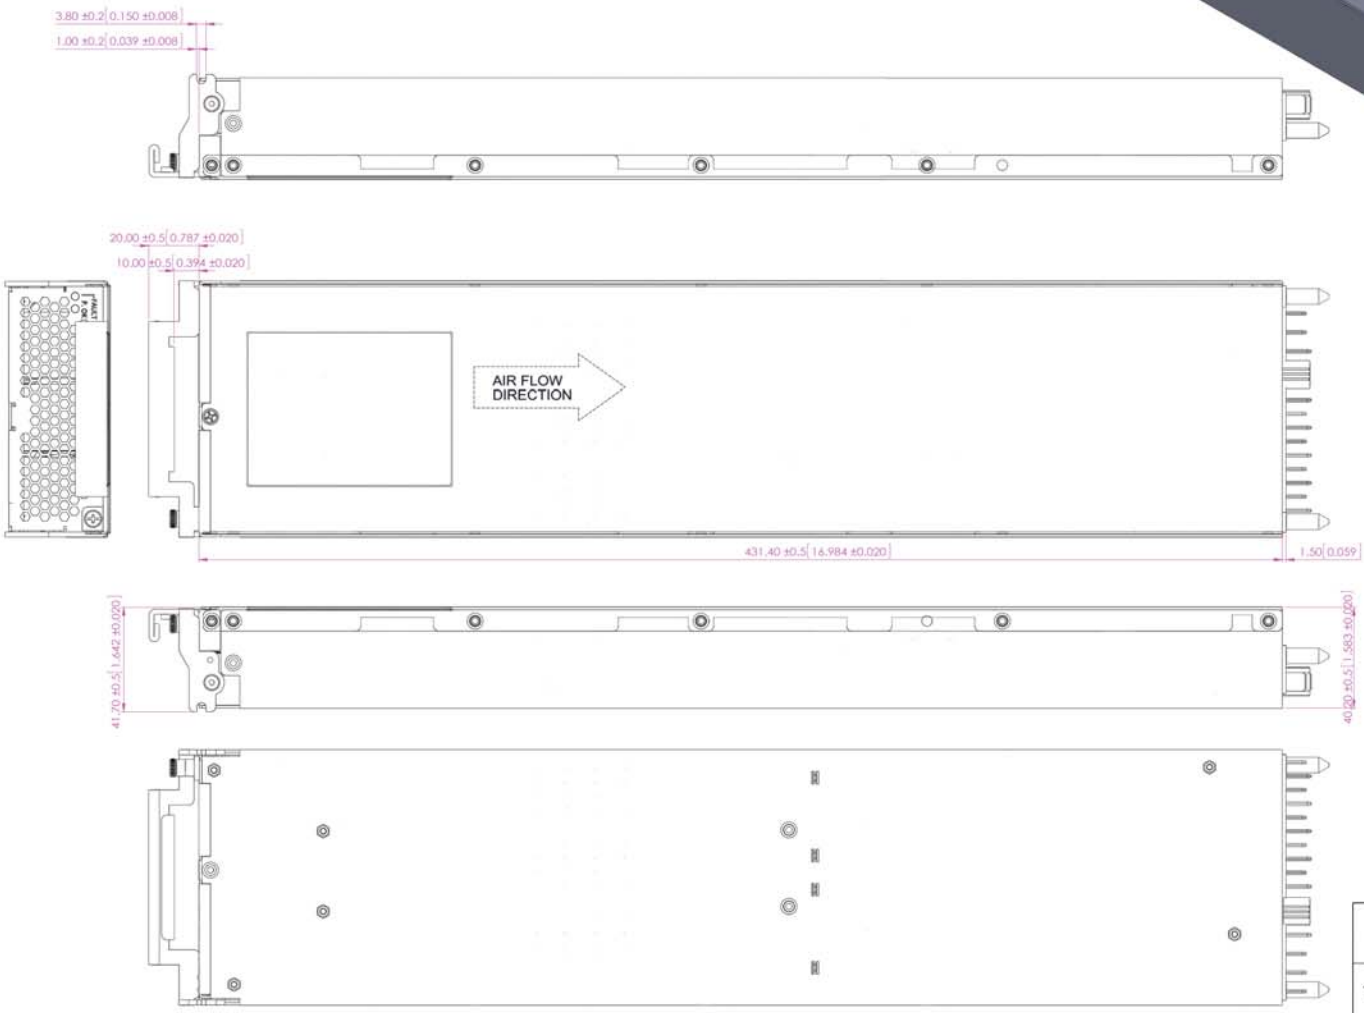 3.80 ±0.2[0.150 ±0.008]
1.00 ±0.2[0.039 ±0.008]
20.00 ±0.5[0.787 ±0.020]
10.00 ±0.5[0.394 ±0.020]
FAULT
P. OK
AIR FLOW
DIRECTION
431.40 ±0.5[16.984 ±0.020]
1.50[0.059]
41.70 ±0.5[1.642 ±0.020]
40.20 ±0.5[1.583 ±0.020]